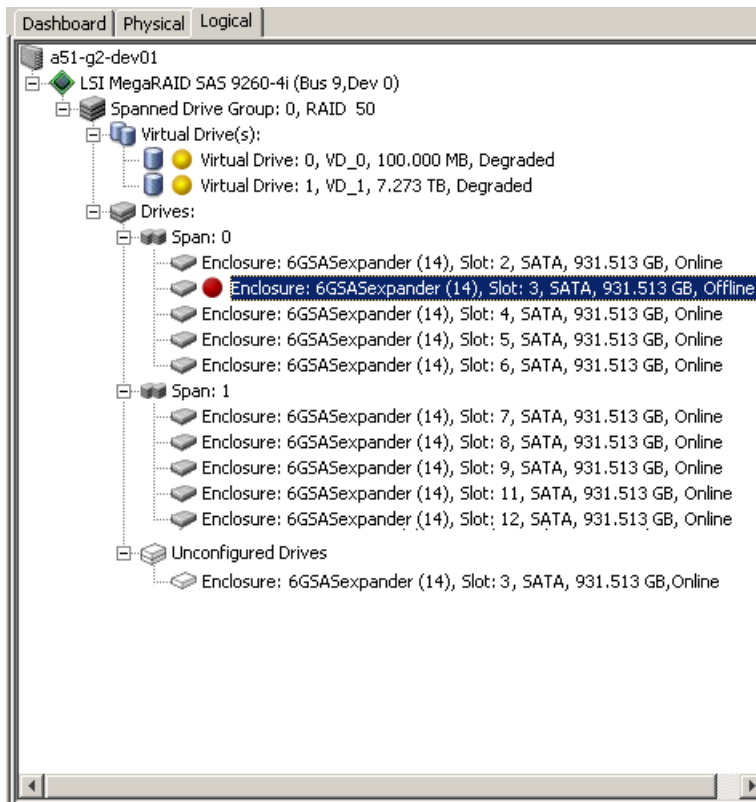 Dashboard Physical Logical
a51-g2-dev01
LSI MegaRAID SAS 9260-4i (Bus 9,Dev 0)
Spanned Drive Group: 0, RAID 50
Virtual Drive(s):
Virtual Drive: 0, VD_0, 100.000 MB, Degraded
Virtual Drive: 1, VD_1, 7.273 TB, Degraded
Drives:
Span: 0
Enclosure: 6GSASexpander (14), Slot: 2, SATA, 931.513 GB, Online
Enclosure: 6GSASexpander (14), Slot: 3, SATA, 931.513 GB, Offline
Enclosure: 6GSASexpander (14), Slot: 4, SATA, 931.513 GB, Online
Enclosure: 6GSASexpander (14), Slot: 5, SATA, 931.513 GB, Online
Enclosure: 6GSASexpander (14), Slot: 6, SATA, 931.513 GB, Online
Span: 1
Enclosure: 6GSASexpander (14), Slot: 7, SATA, 931.513 GB, Online
Enclosure: 6GSASexpander (14), Slot: 8, SATA, 931.513 GB, Online
Enclosure: 6GSASexpander (14), Slot: 9, SATA, 931.513 GB, Online
Enclosure: 6GSASexpander (14), Slot: 11, SATA, 931.513 GB, Online
Enclosure: 6GSASexpander (14), Slot: 12, SATA, 931.513 GB, Online
Unconfigured Drives
Enclosure: 6GSASexpander (14), Slot: 3, SATA, 931.513 GB,Online